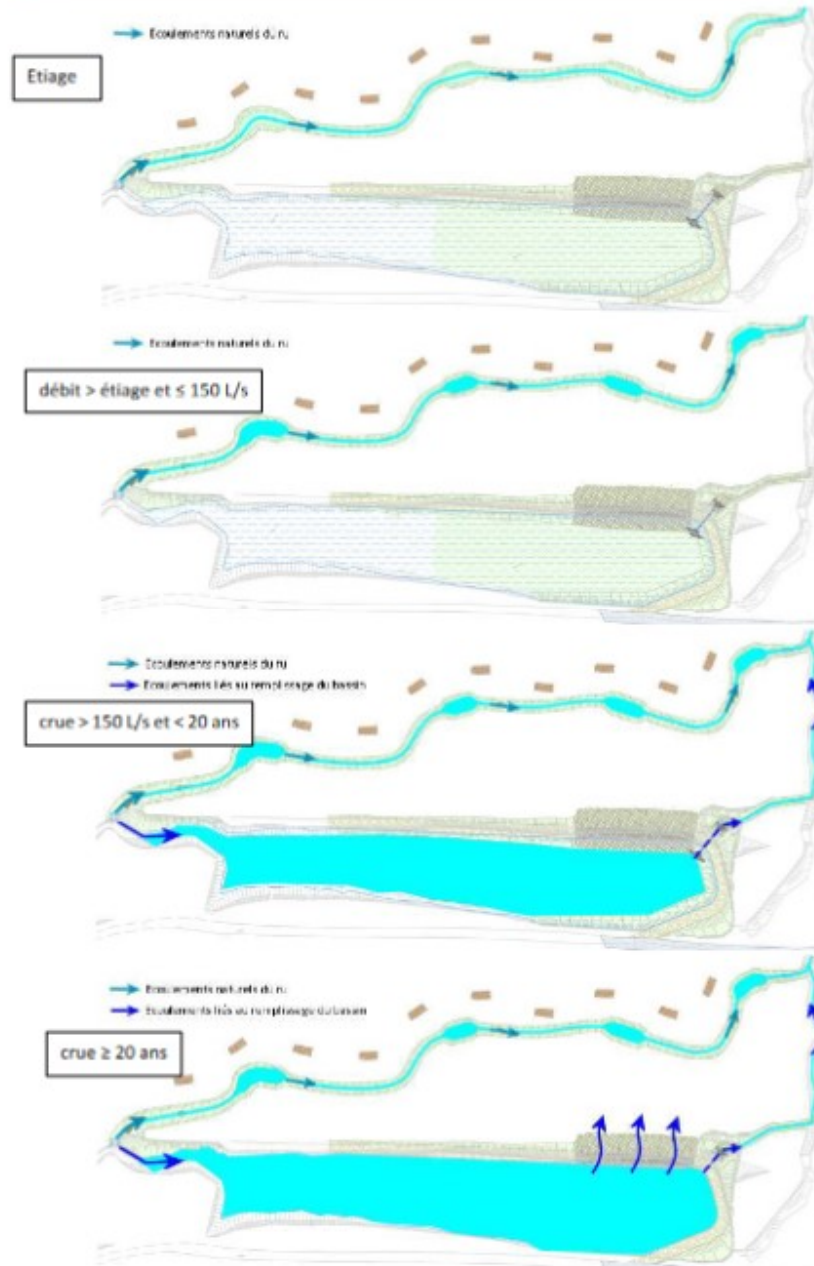 Ecoulements naturels du ru
Etiage
Ecoulements naturels du ru
débit > étiage et ≤ 150 L/s
Ecoulements naturels du ru
Ecoulements liés au remplissage du bassin
crue > 150 L/s et < 20 ans
Ecoulements naturels du ru
Ecoulements liés au remplissage du bassin
crue ≥ 20 ans